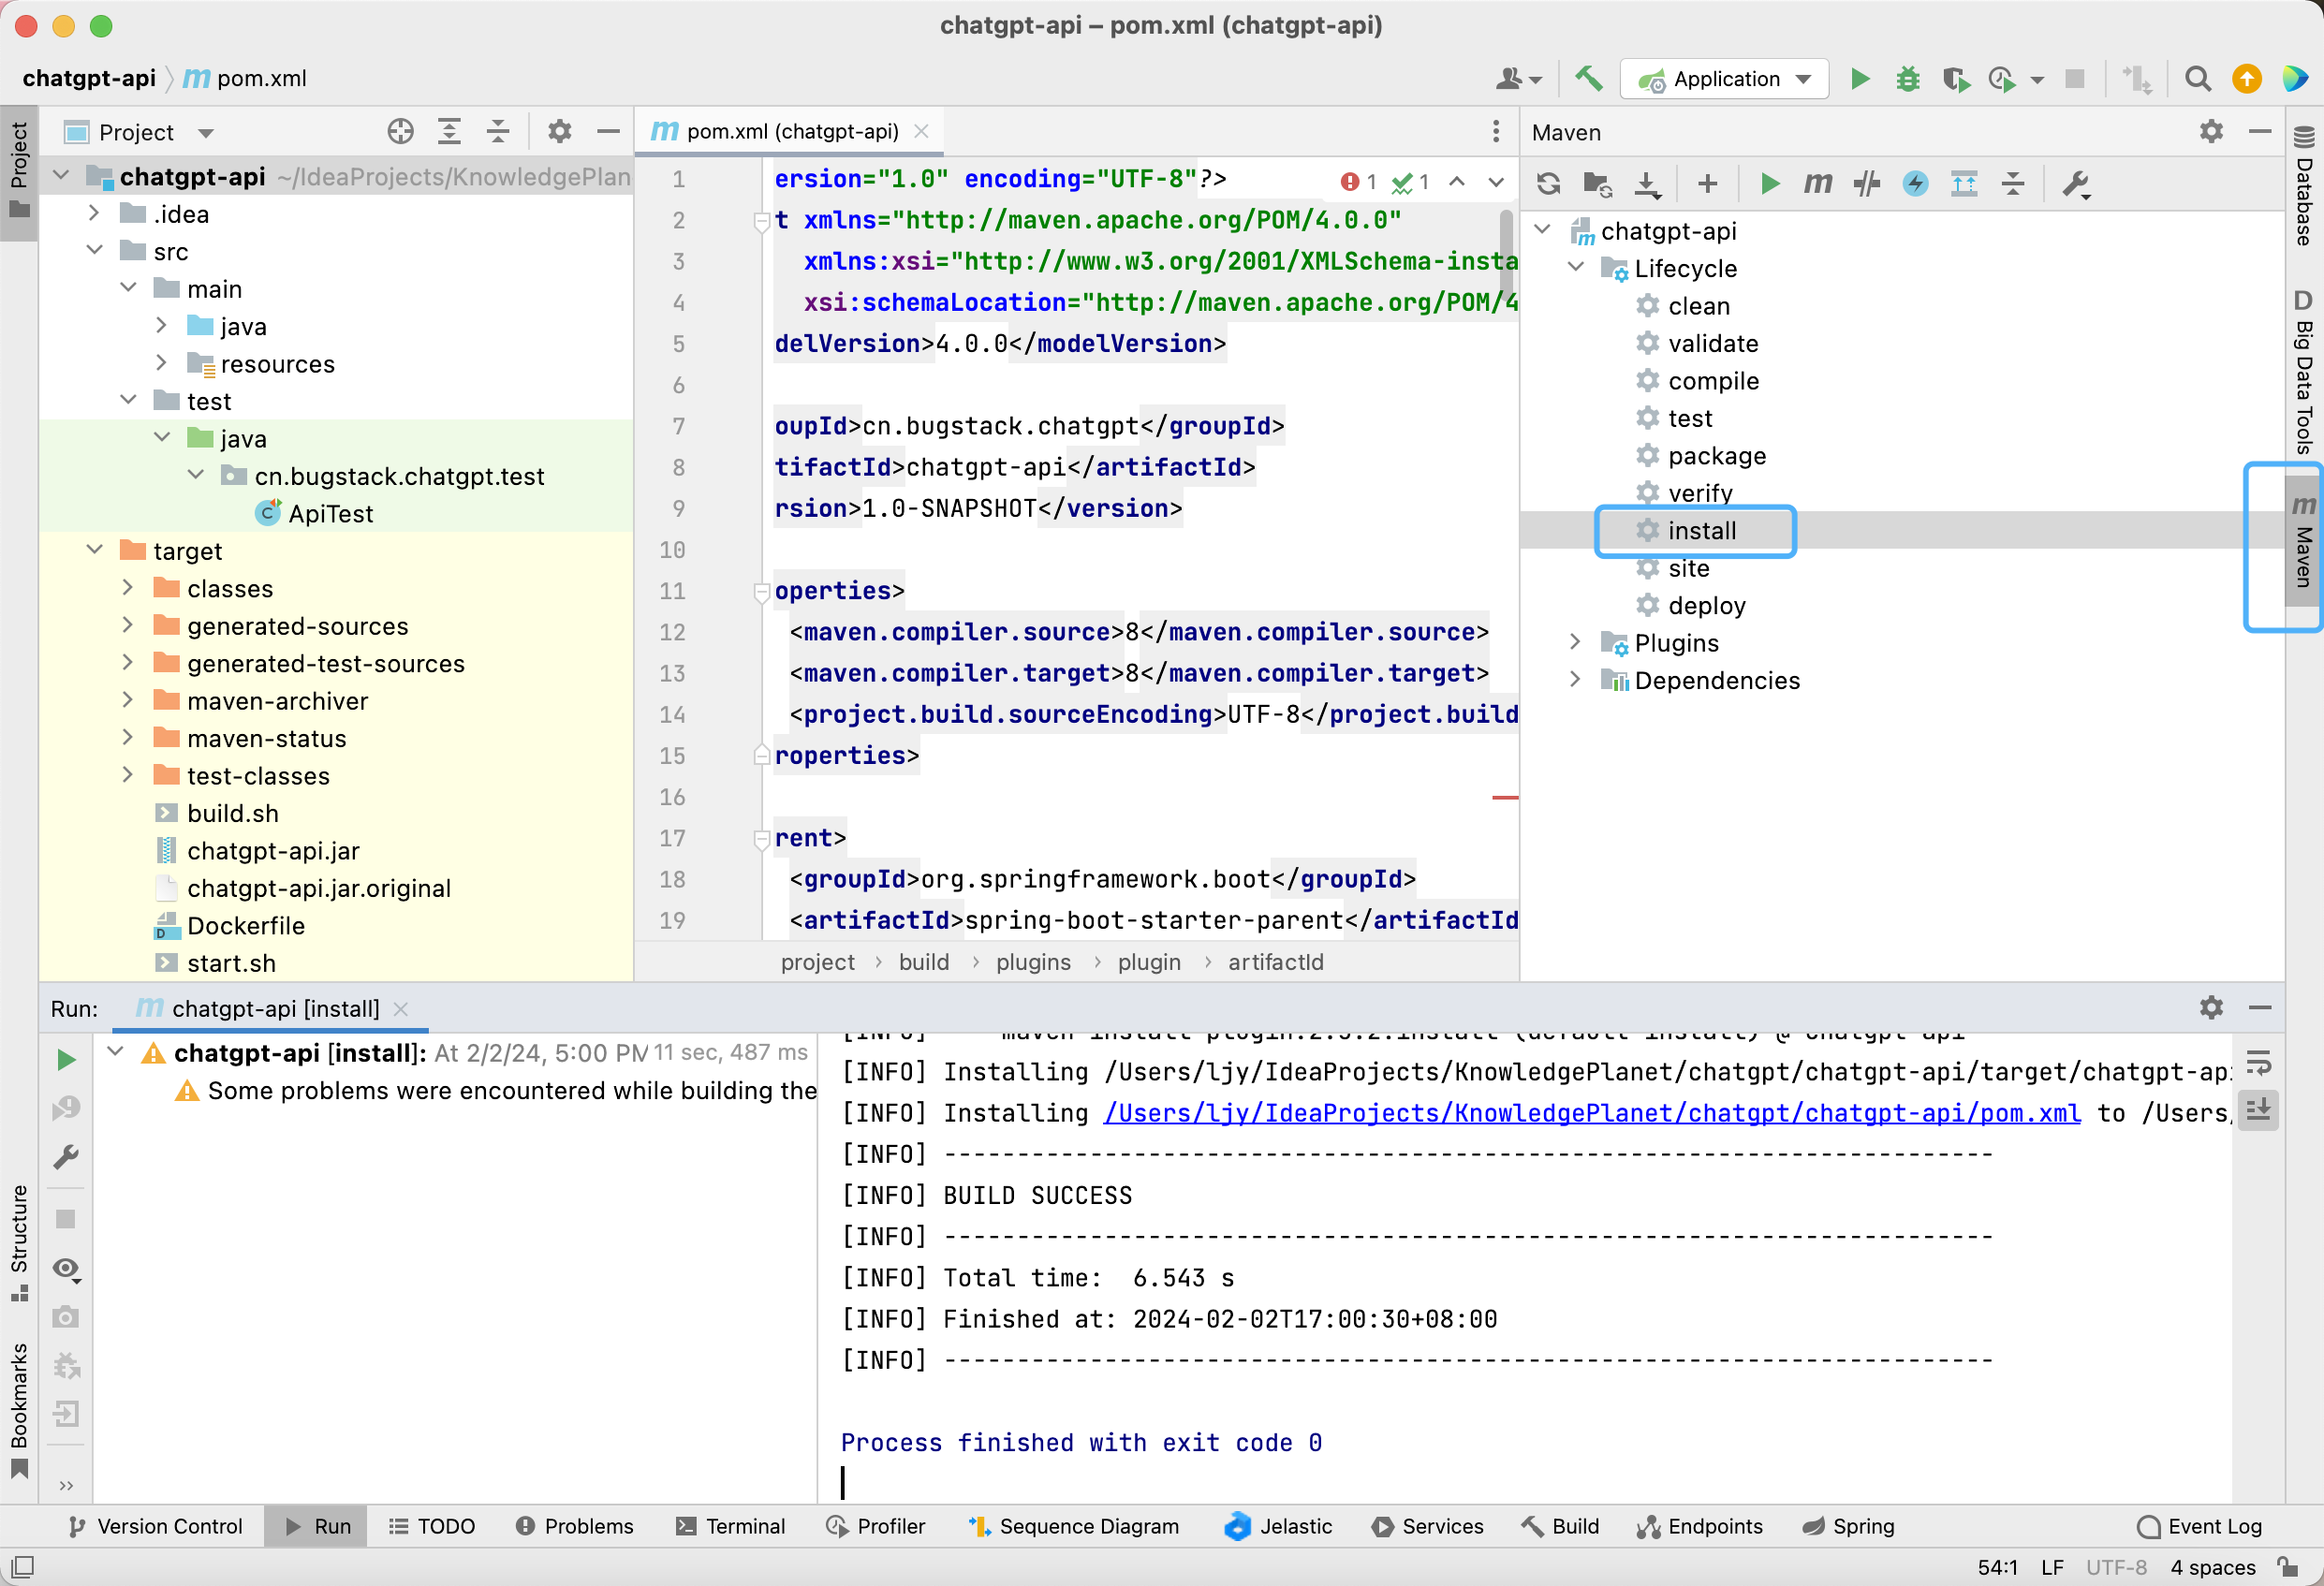 chatgpt-api – pom.xml (chatgpt-api)
chatgpt-api
m pom.xml
Application
Project
Project
m pom.xml (chatgpt-api)
Maven
chatgpt-api ~/IdeaProjects/KnowledgePlan
.idea
src
main
java
resources
test
java
cn.bugstack.chatgpt.test
ApiTest
target
classes
generated-sources
generated-test-sources
maven-archiver
maven-status
test-classes
build.sh
chatgpt-api.jar
chatgpt-api.jar.original
Dockerfile
start.sh
1 ersion="1.0" encoding="UTF-8"?>
1 1
2 t xmlns="http://maven.apache.org/POM/4.0.0"
3 xmlns:xsi="http://www.w3.org/2001/XMLSchema-insta
4 xsi:schemaLocation="http://maven.apache.org/POM/4
5 delVersion>4.0.0</modelVersion>
6
7 oupId>cn.bugstack.chatgpt</groupId>
8 tifactId>chatgpt-api</artifactId>
9 rsion>1.0-SNAPSHOT</version>
10
11 operties>
12 <maven.compiler.source>8</maven.compiler.source>
13 <maven.compiler.target>8</maven.compiler.target>
14 <project.build.sourceEncoding>UTF-8</project.build
15 roperties>
16
17 rent>
18 <groupId>org.springframework.boot</groupId>
19 <artifactId>spring-boot-starter-parent</artifactId
project › build › plugins › plugin › artifactId
chatgpt-api
Lifecycle
clean
validate
compile
test
package
verify
install
site
deploy
Plugins
Dependencies
Database
D Big Data Tools
m Maven
Run: m chatgpt-api [install]
chatgpt-api [install]: At 2/2/24, 5:00 PM 11 sec, 487 ms
Some problems were encountered while building the
[INFO] --- maven-install-plugin:2.5.2:install (default-install) @ chatgpt-api
[INFO] Installing /Users/ljy/IdeaProjects/KnowledgePlanet/chatgpt/chatgpt-api/target/chatgpt-api
[INFO] Installing /Users/ljy/IdeaProjects/KnowledgePlanet/chatgpt/chatgpt-api/pom.xml to /Users/
[INFO] ------------------------------------------------------------------------
[INFO] BUILD SUCCESS
[INFO] ------------------------------------------------------------------------
[INFO] Total time:  6.543 s
[INFO] Finished at: 2024-02-02T17:00:30+08:00
[INFO] ------------------------------------------------------------------------
Process finished with exit code 0
Structure
Bookmarks
Version Control
Run
TODO
Problems
Terminal
Profiler
Sequence Diagram
Jelastic
Services
Build
Endpoints
Spring
Event Log
54:1 LF UTF-8 4 spaces